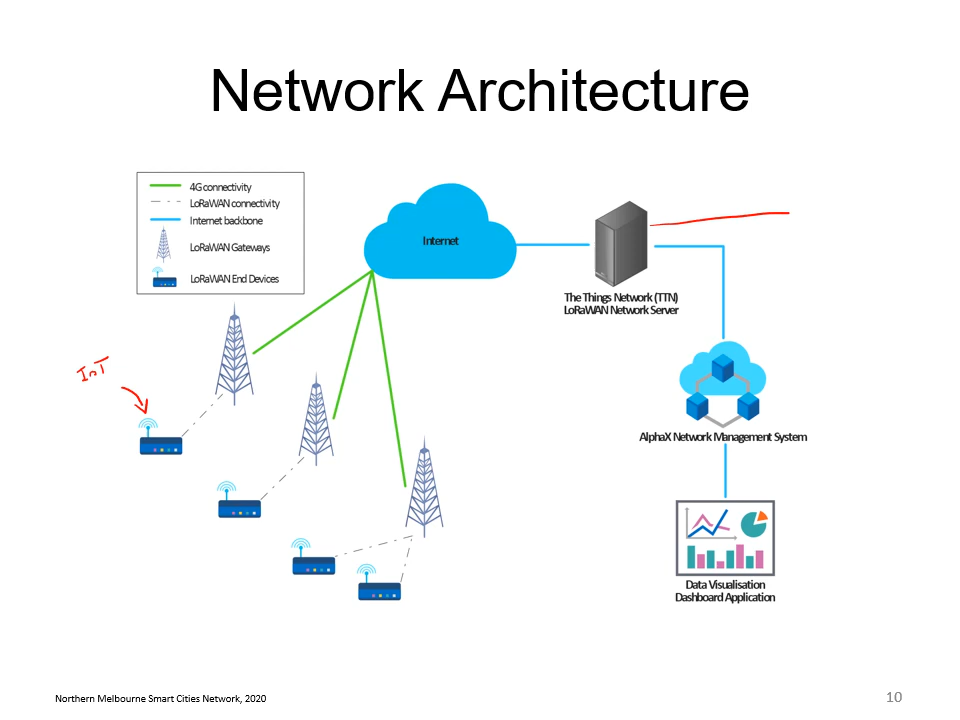 Network Architecture
4G connectivity
LoRaWAN connectivity
Internet backbone
LoRaWAN Gateways
LoRaWAN End Devices
Internet
The Things Network (TTN)
LoRaWAN Network Server
IoT
AlphaX Network Management System
Data Visualisation
Dashboard Application
Northern Melbourne Smart Cities Network, 2020
10